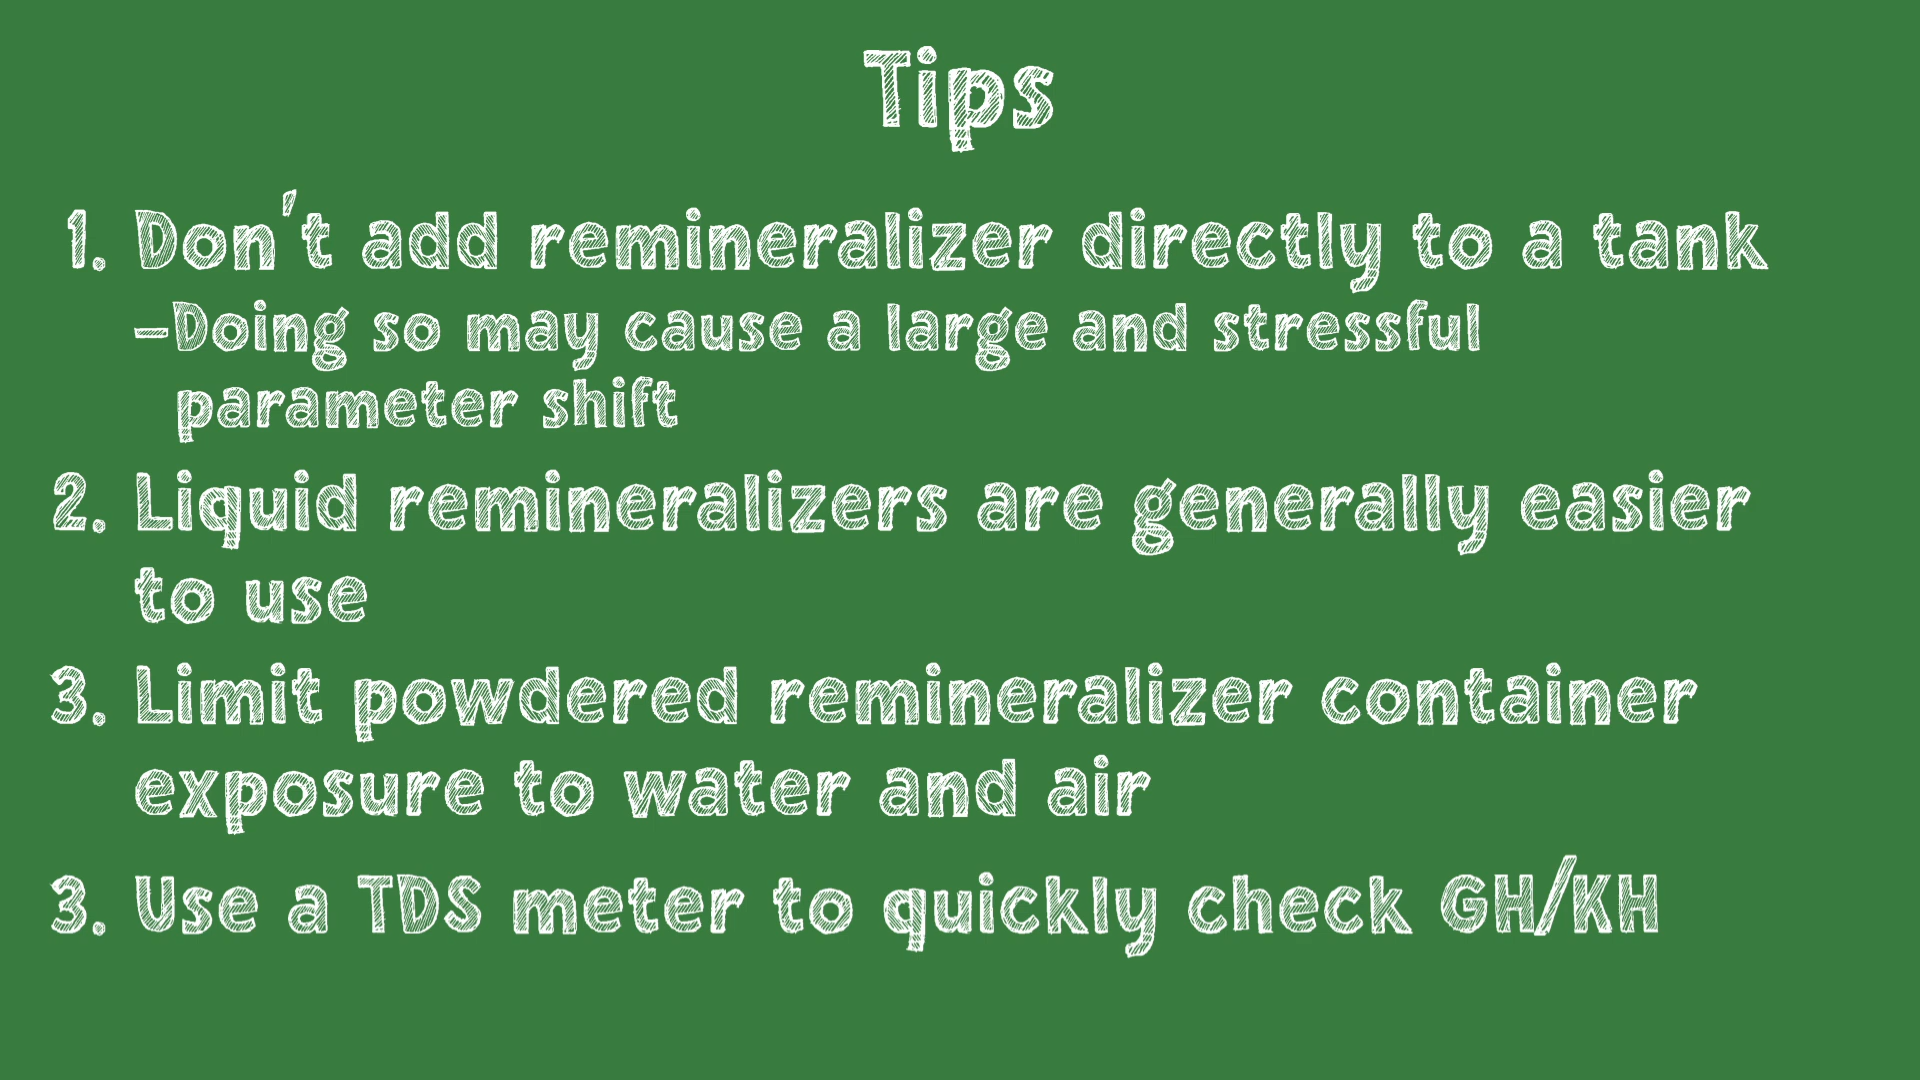 Tips
1. Don't add remineralizer directly to a tank
-Doing so may cause a large and stressful
parameter shift
2. Liquid remineralizers are generally easier
to use
3. Limit powdered remineralizer container
exposure to water and air
3. Use a TDS meter to quickly check GH/KH